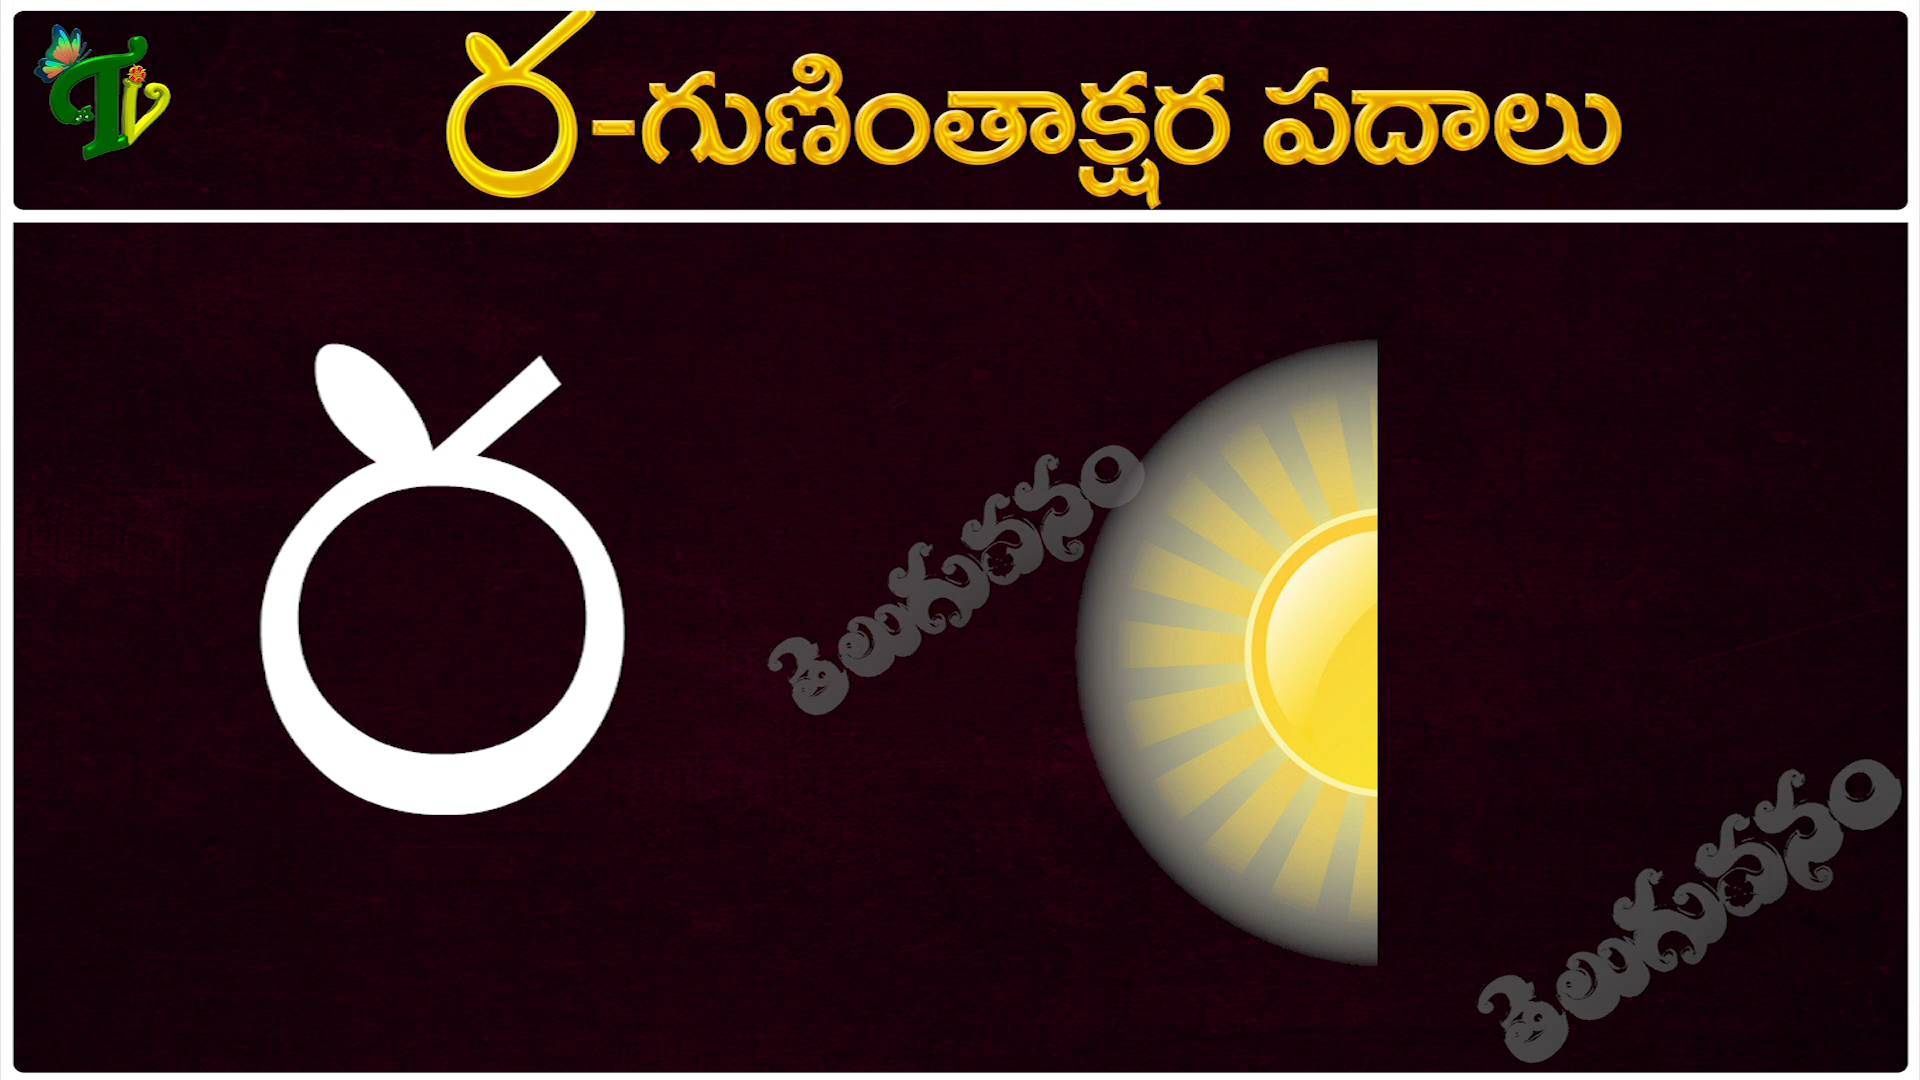 ర-గుణింతాక్షర పదాలు
ర
తెలుగువనం
తెలుగువనం